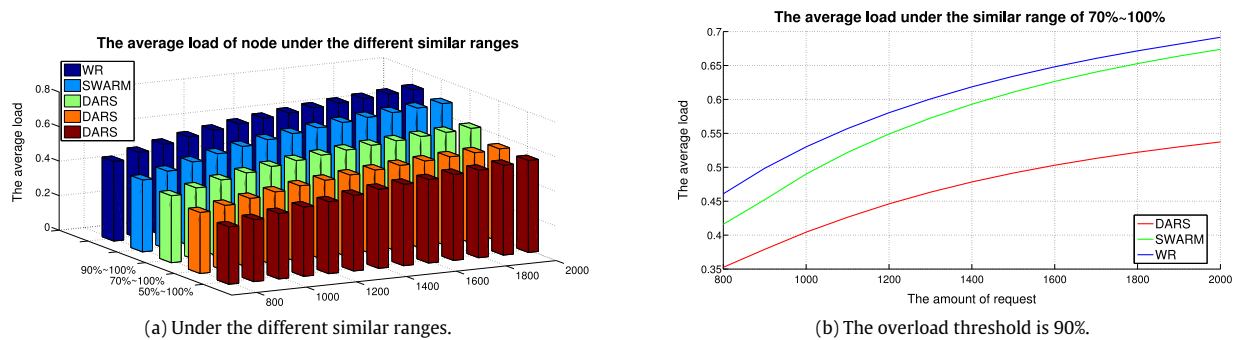 The average load of node under the different similar ranges
WR
SWARM
DARS
DARS
DARS
The average load
0.8
0.6
0.4
0.2
0
90%~100%
70%~100%
50%~100%
800
1000
1200
1400
1600
1800
2000
(a) Under the different similar ranges.
The average load under the similar range of 70%~100%
The average load
0.7
0.65
0.6
0.55
0.5
0.45
0.4
0.35
800
1000
1200
1400
1600
1800
2000
DARS
SWARM
WR
The amount of request
(b) The overload threshold is 90%.